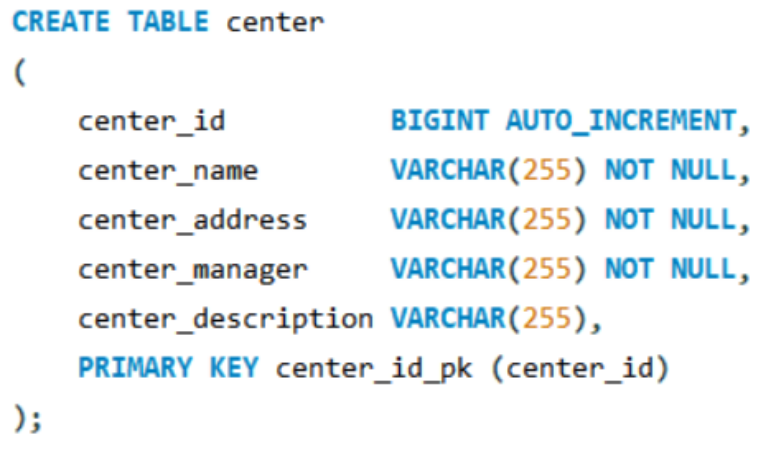 CREATE TABLE center
(
    center_id          BIGINT AUTO_INCREMENT,
    center_name        VARCHAR(255) NOT NULL,
    center_address     VARCHAR(255) NOT NULL,
    center_manager     VARCHAR(255) NOT NULL,
    center_description VARCHAR(255),
    PRIMARY KEY center_id_pk (center_id)
);